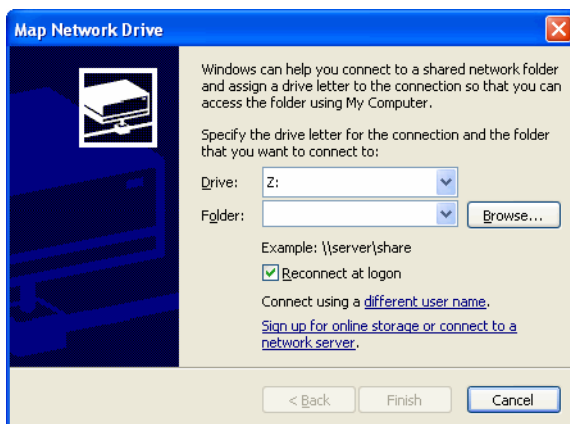 Map Network Drive
Windows can help you connect to a shared network folder
and assign a drive letter to the connection so that you can
access the folder using My Computer.
Specify the drive letter for the connection and the folder
that you want to connect to:
Drive: Z:
Folder: Browse...
Example: \\server\share
Reconnect at logon
Connect using a different user name.
Sign up for online storage or connect to a
network server.
< Back Finish Cancel